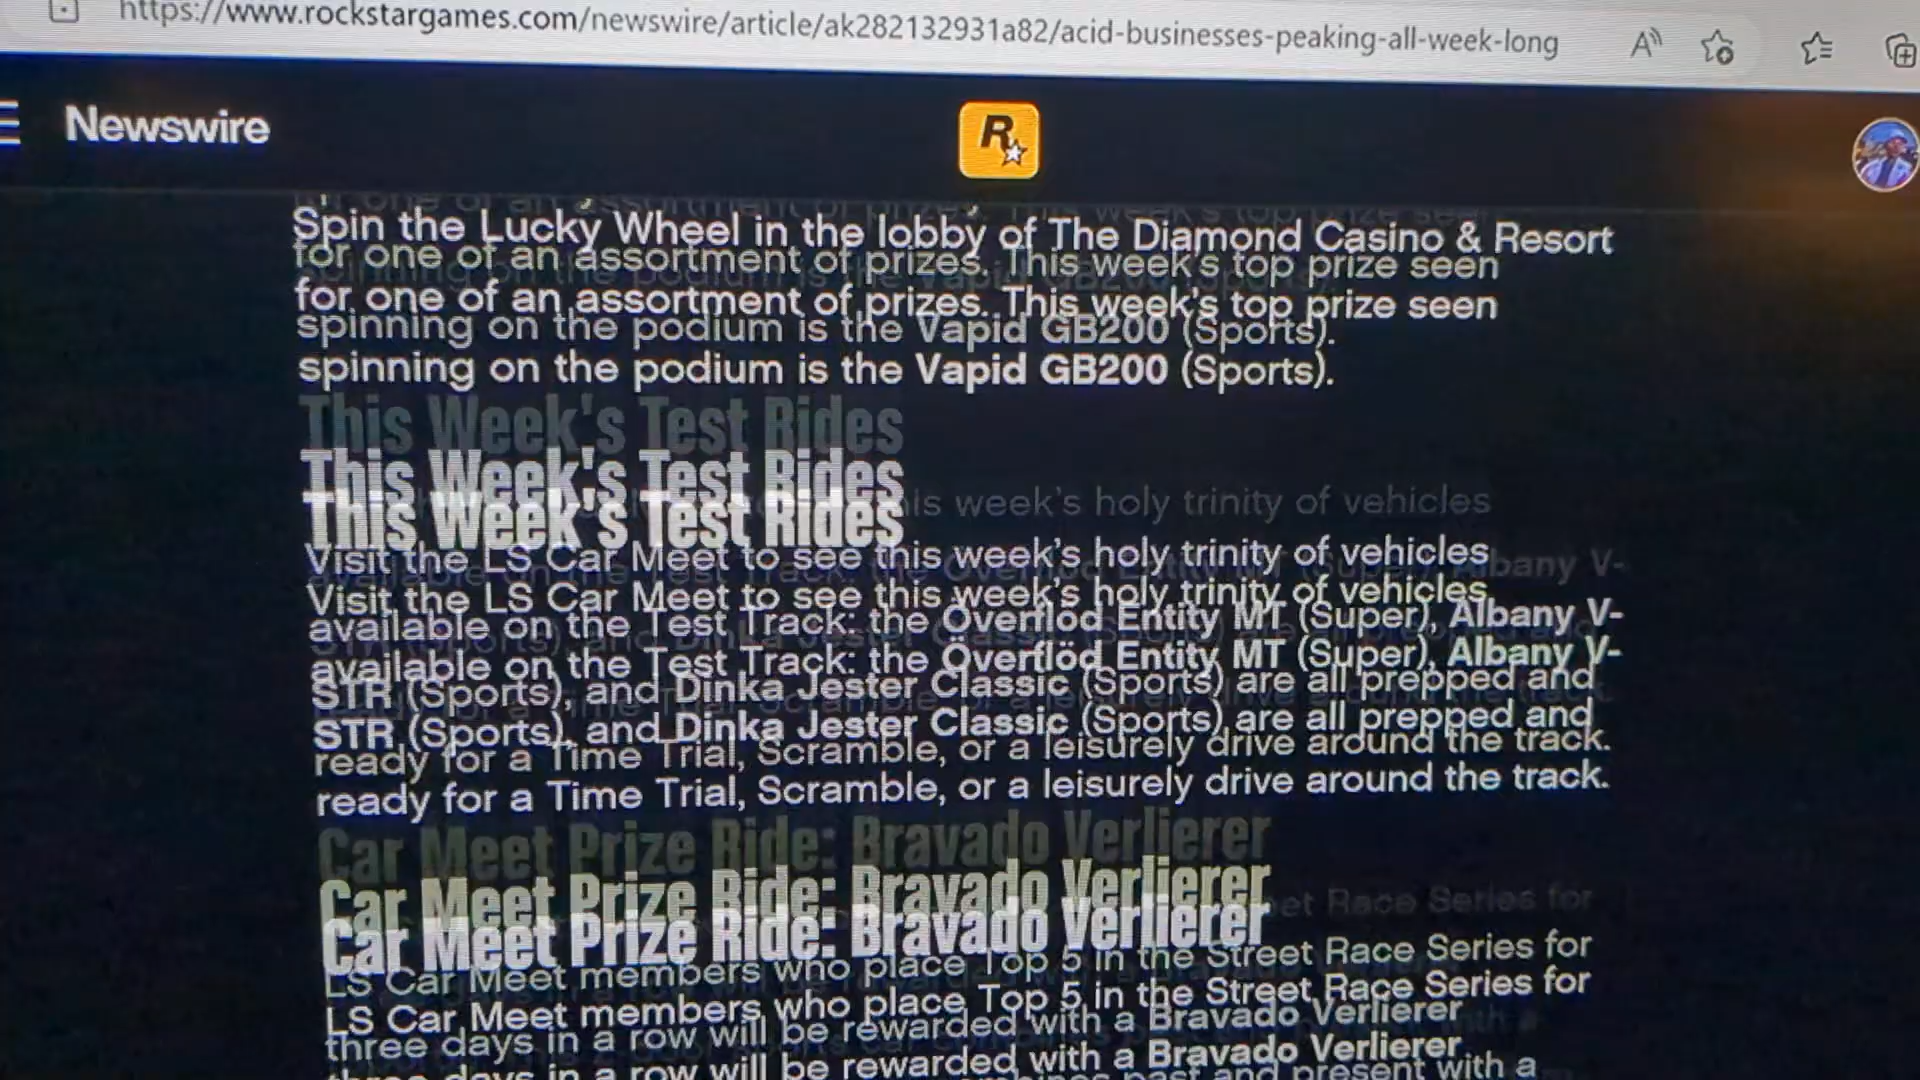 https://www.rockstargames.com/newswire/article/ak282132931a82/acid-businesses-peaking-all-week-long
Newswire
R
Spin the Lucky Wheel in the lobby of The Diamond Casino & Resort
for one of an assortment of prizes. This week's top prize seen
spinning on the podium is the Vapid GB200 (Sports).
This Week's Test Rides
Visit the LS Car Meet to see this week's holy trinity of vehicles
available on the Test Track: the Överflöd Entity MT (Super), Albany V-
STR (Sports), and Dinka Jester Classic (Sports) are all prepped and
ready for a Time Trial, Scramble, or a leisurely drive around the track.
Car Meet Prize Ride: Bravado Verlierer
LS Car Meet members who place Top 5 in the Street Race Series for
three days in a row will be rewarded with a Bravado Verlierer
past and present with a